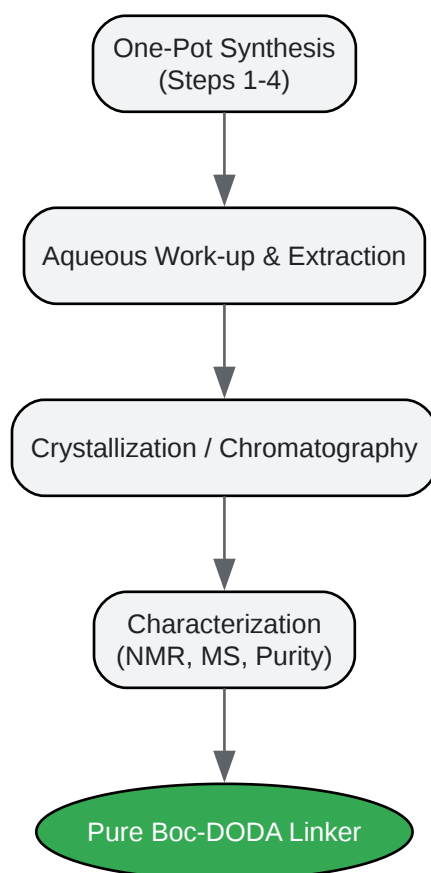 One-Pot Synthesis
(Steps 1-4)
Aqueous Work-up & Extraction
Crystallization / Chromatography
Characterization
(NMR, MS, Purity)
Pure Boc-DODA Linker